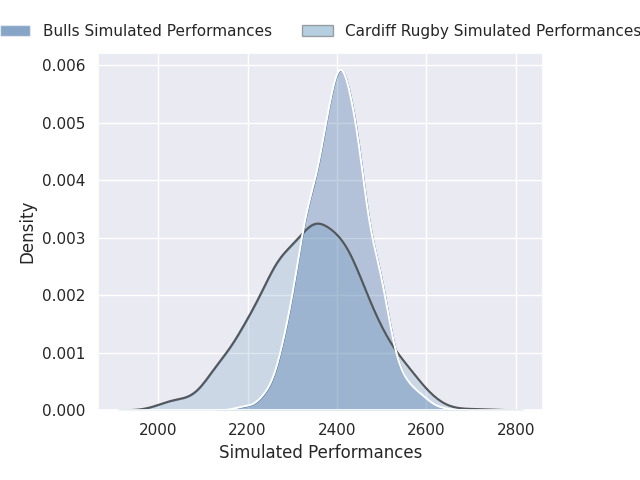 Bulls Simulated Performances
Cardiff Rugby Simulated Performances
0.006
0.005
0.004
0.003
0.002
0.001
0.000
Density
2000 2200 2400 2600 2800
Simulated Performances